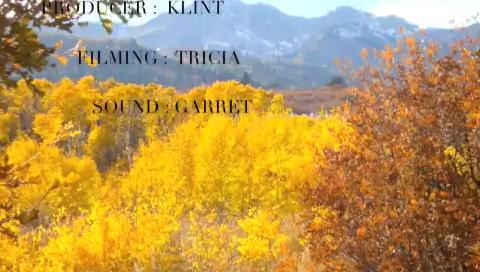 PRODUCER : KLINT
FILMING : TRICIA
SOUND : GARRET